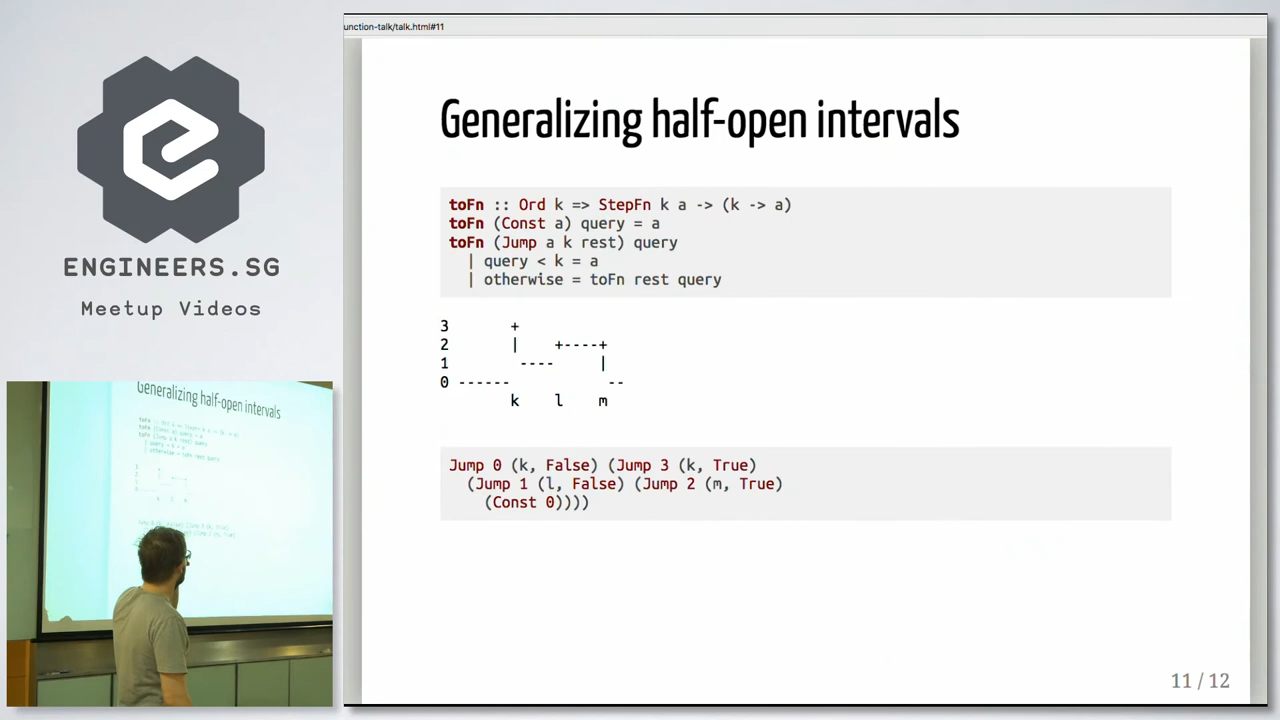 unction-talk/talk.html#11
ENGINEERS.SG
Meetup Videos
Generalizing half-open intervals
toFn :: Ord k => StepFn k a -> (k -> a)
toFn (Const a) query = a
toFn (Jump a k rest) query
| query < k = a
| otherwise = toFn rest query
3 +
2 | +----+
1 ---- |
0 ------ --
k l m
Jump 0 (k, False) (Jump 3 (k, True)
(Jump 1 (l, False) (Jump 2 (m, True)
(Const 0))))
11 / 12
Generalizing half-open intervals